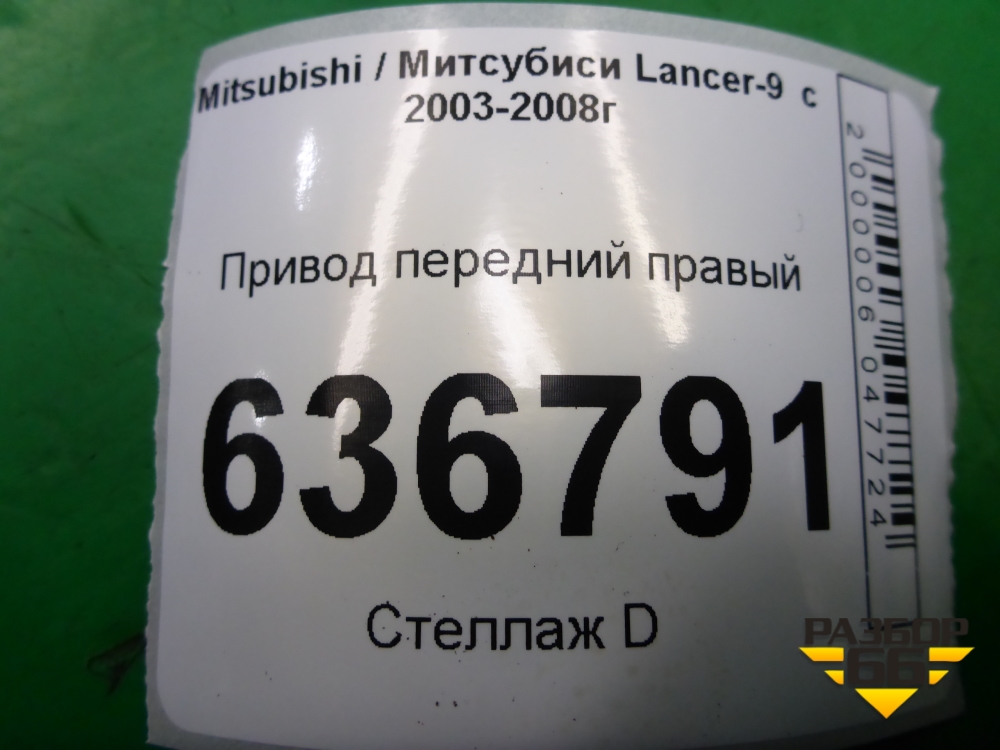 Mitsubishi / Митсубиси Lancer-9 с
2003-2008г
Привод передний правый
636791
Стеллаж D
2000006047724
РАЗБОР
66